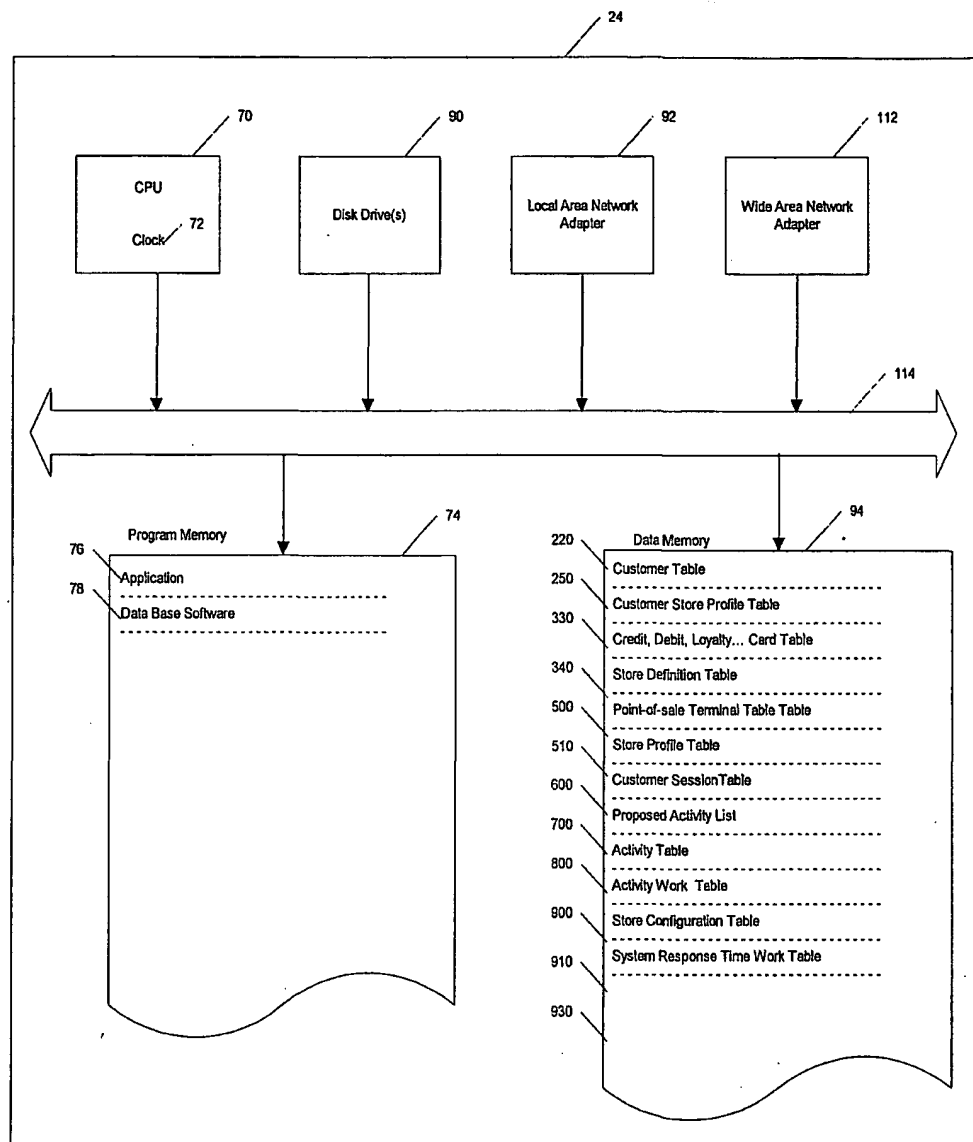 24
70
90
92
112
CPU
Clock
72
Disk Drive(s)
Local Area Network
Adapter
Wide Area Network
Adapter
114
Program Memory
74
76
Application
78
Data Base Software
Data Memory
94
220
Customer Table
250
Customer Store Profile Table
330
Credit, Debit, Loyalty... Card Table
340
Store Definition Table
500
Point-of-sale Terminal Table Table
510
Store Profile Table
600
Customer SessionTable
700
Proposed Activity List
800
Activity Table
900
Activity Work Table
910
Store Configuration Table
930
System Response Time Work Table